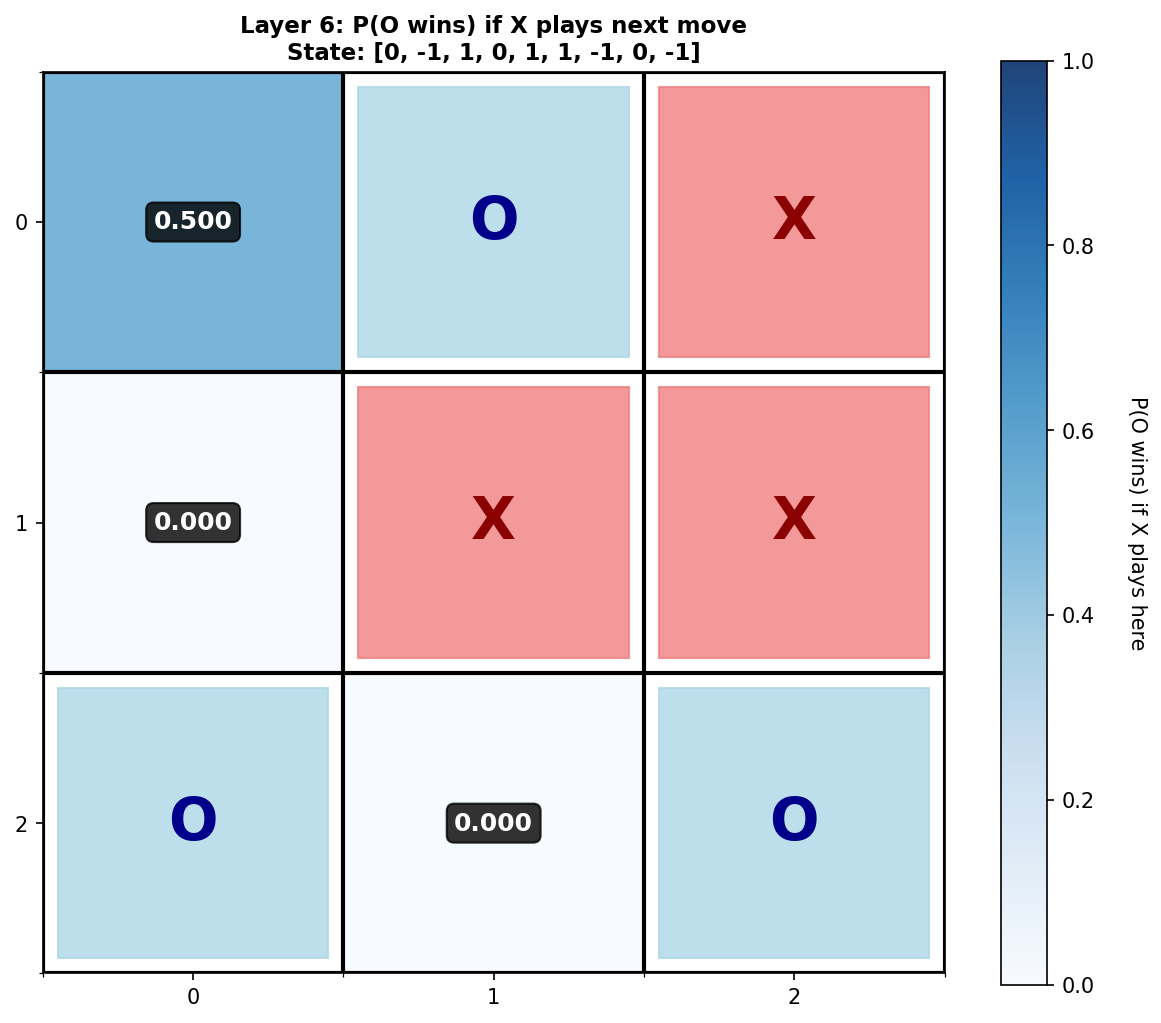 Layer 6: P(O wins) if X plays next move
State: [0, -1, 1, 0, 1, 1, -1, 0, -1]
0.500 O X
0.000 X X
O 0.000 O
0
1
2
0 1 2
1.0
0.8
0.6
0.4
0.2
0.0
P(O wins) if X plays here